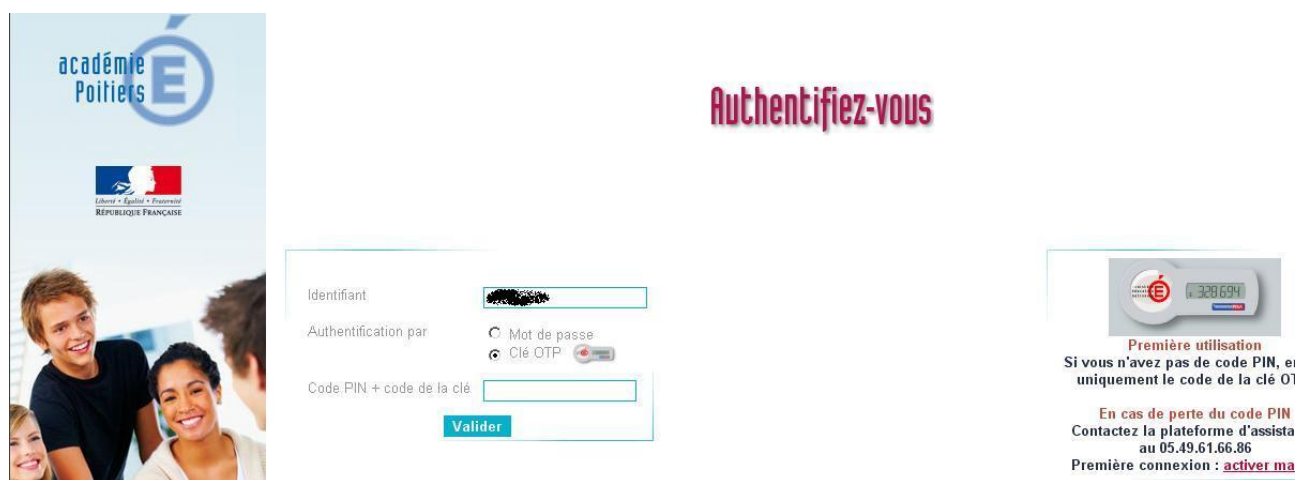 académie
Poitiers
É
Liberté • Égalité • Fraternité
RÉPUBLIQUE FRANÇAISE
Authentifiez-vous
Identifiant
Authentification par
Mot de passe
Clé OTP
Code PIN + code de la clé
Valider
328694
Première utilisation
Si vous n'avez pas de code PIN,
uniquement le code de la clé
En cas de perte du code PIN
Contactez la plateforme
au 05.49.61.66.86
Première connexion : activer